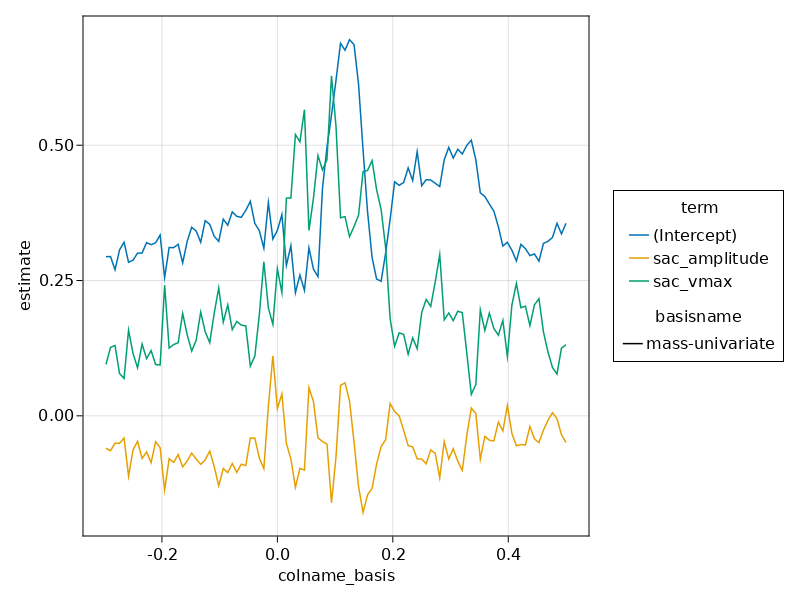 0.50
0.25
0.00
estimate
-0.2
0.0
0.2
0.4
colname_basis
term
(Intercept)
sac_amplitude
sac_vmax
basisname
mass-univariate